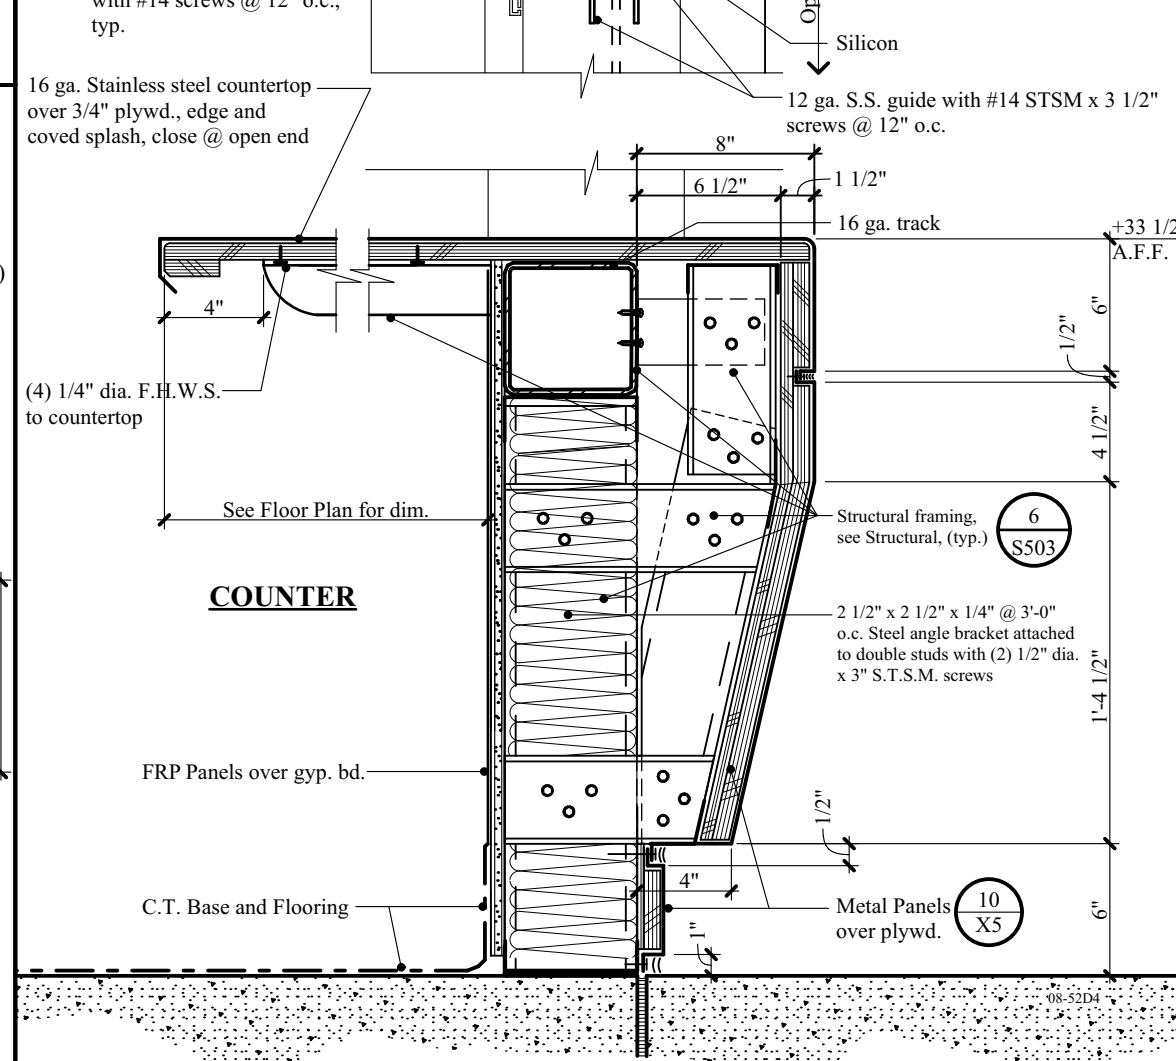 with #14 screws @ 12" o.c.,
typ.
Op
Silicon
16 ga. Stainless steel countertop
over 3/4" plywd., edge and
coved splash, close @ open end
12 ga. S.S. guide with #14 STSM x 3 1/2"
screws @ 12" o.c.
8"
6 1/2"
1 1/2"
16 ga. track
+33 1/2
A.F.F.
)
4"
6"
1/2"
(4) 1/4" dia. F.H.W.S.
to countertop
4 1/2"
See Floor Plan for dim.
Structural framing,
see Structural, (typ.)
6
S503
COUNTER
2 1/2" x 2 1/2" x 1/4" @ 3'-0"
o.c. Steel angle bracket attached
to double studs with (2) 1/2" dia.
x 3" S.T.S.M. screws
1'-4 1/2"
FRP Panels over gyp. bd.
1/2"
4"
C.T. Base and Flooring
Metal Panels
over plywd.
10
X5
6"
1"
08-52D4